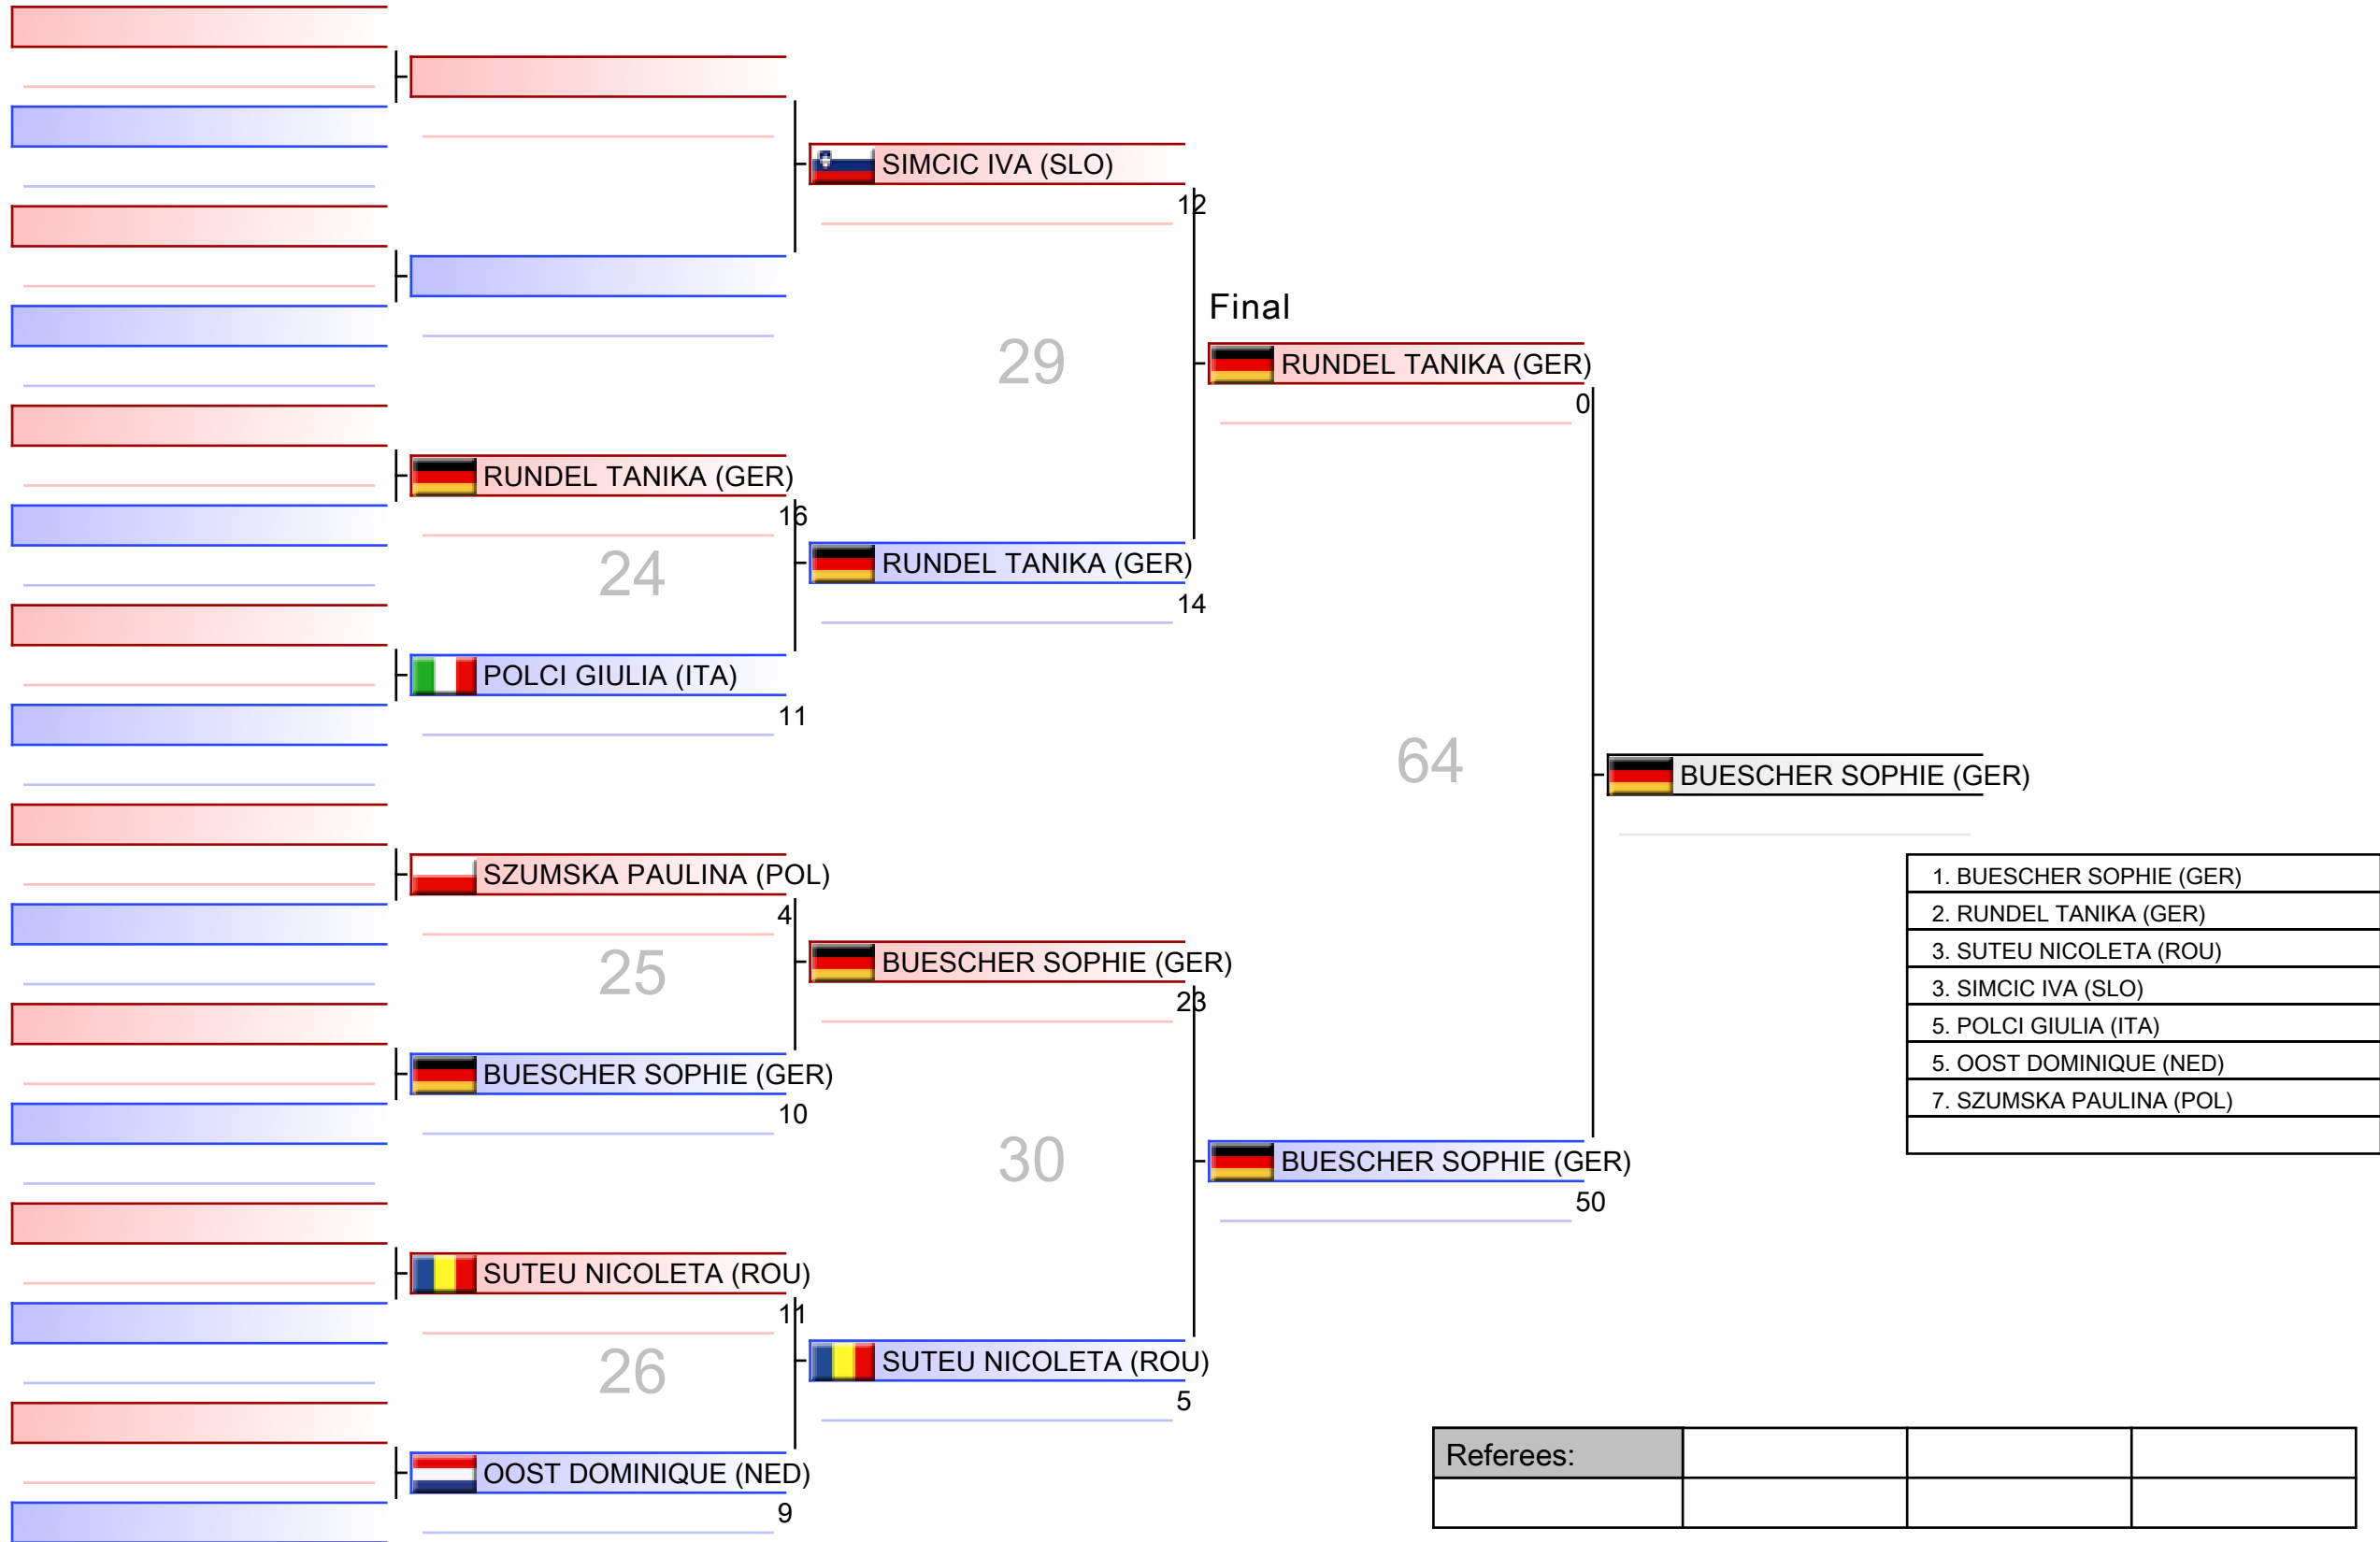 SIMCIC IVA (SLO)
12
29
Final
RUNDEL TANIKA (GER)
0
RUNDEL TANIKA (GER)
16
24
RUNDEL TANIKA (GER)
14
POLCI GIULIA (ITA)
11
64
BUESCHER SOPHIE (GER)
SZUMSKA PAULINA (POL)
4
25
BUESCHER SOPHIE (GER)
23
BUESCHER SOPHIE (GER)
10
30
BUESCHER SOPHIE (GER)
50
SUTEU NICOLETA (ROU)
11
26
SUTEU NICOLETA (ROU)
5
OOST DOMINIQUE (NED)
9
1. BUESCHER SOPHIE (GER)
2. RUNDEL TANIKA (GER)
3. SUTEU NICOLETA (ROU)
3. SIMCIC IVA (SLO)
5. POLCI GIULIA (ITA)
5. OOST DOMINIQUE (NED)
7. SZUMSKA PAULINA (POL)
Referees: